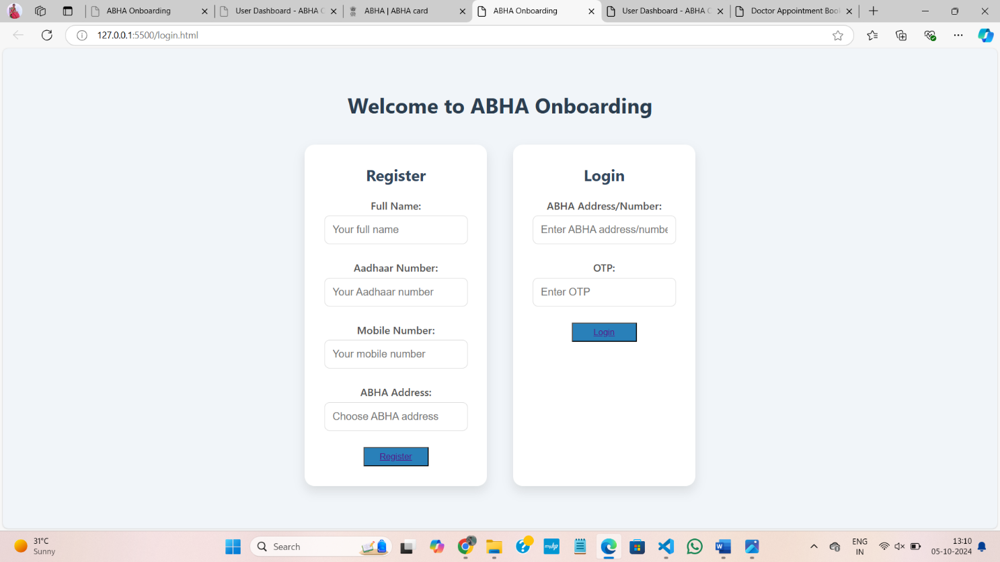 ABHA Onboarding
User Dashboard - ABHA C
ABHA | ABHA card
ABHA Onboarding
User Dashboard - ABHA C
Doctor Appointment Book
127.0.0.1:5500/login.html
Welcome to ABHA Onboarding
Register
Full Name:
Your full name
Aadhaar Number:
Your Aadhaar number
Mobile Number:
Your mobile number
ABHA Address:
Choose ABHA address
Register
Login
ABHA Address/Number:
Enter ABHA address/numbe
OTP:
Enter OTP
Login
31°C
Sunny
Search
myhp
ENG
IN
13:10
05-10-2024